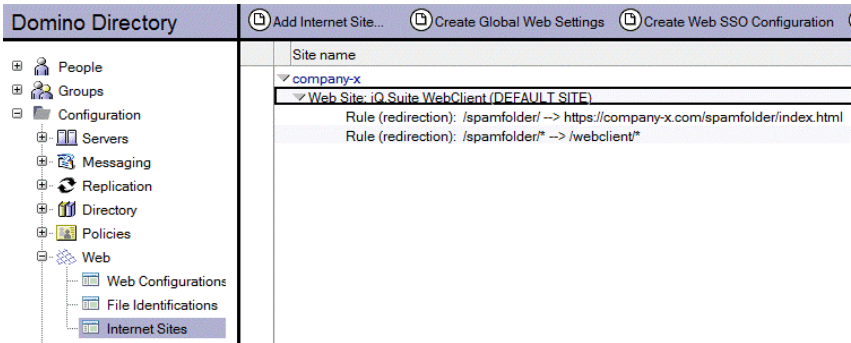 Domino Directory
Add Internet Site...
Create Global Web Settings
Create Web SSO Configuration
People
Groups
Configuration
Servers
Messaging
Replication
Directory
Policies
Web
Web Configurations
File Identifications
Internet Sites
Site name
company-x
Web Site: iQ.Suite WebClient (DEFAULT SITE)
Rule (redirection): /spamfolder/ --> https://company-x.com/spamfolder/index.html
Rule (redirection): /spamfolder/* --> /webclient/*